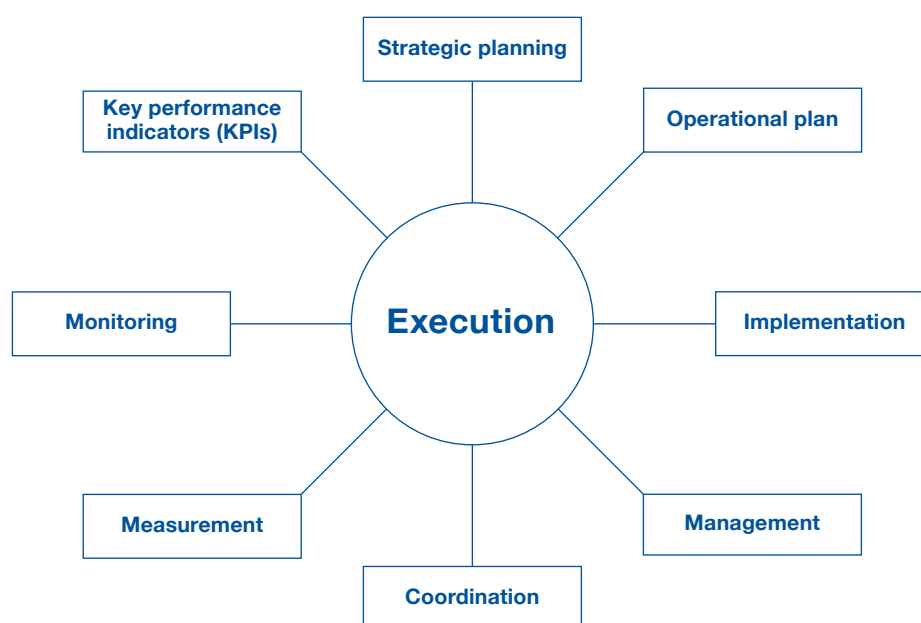 Strategic planning
Key performance
indicators (KPIs)
Operational plan
Monitoring
Execution
Implementation
Measurement
Management
Coordination